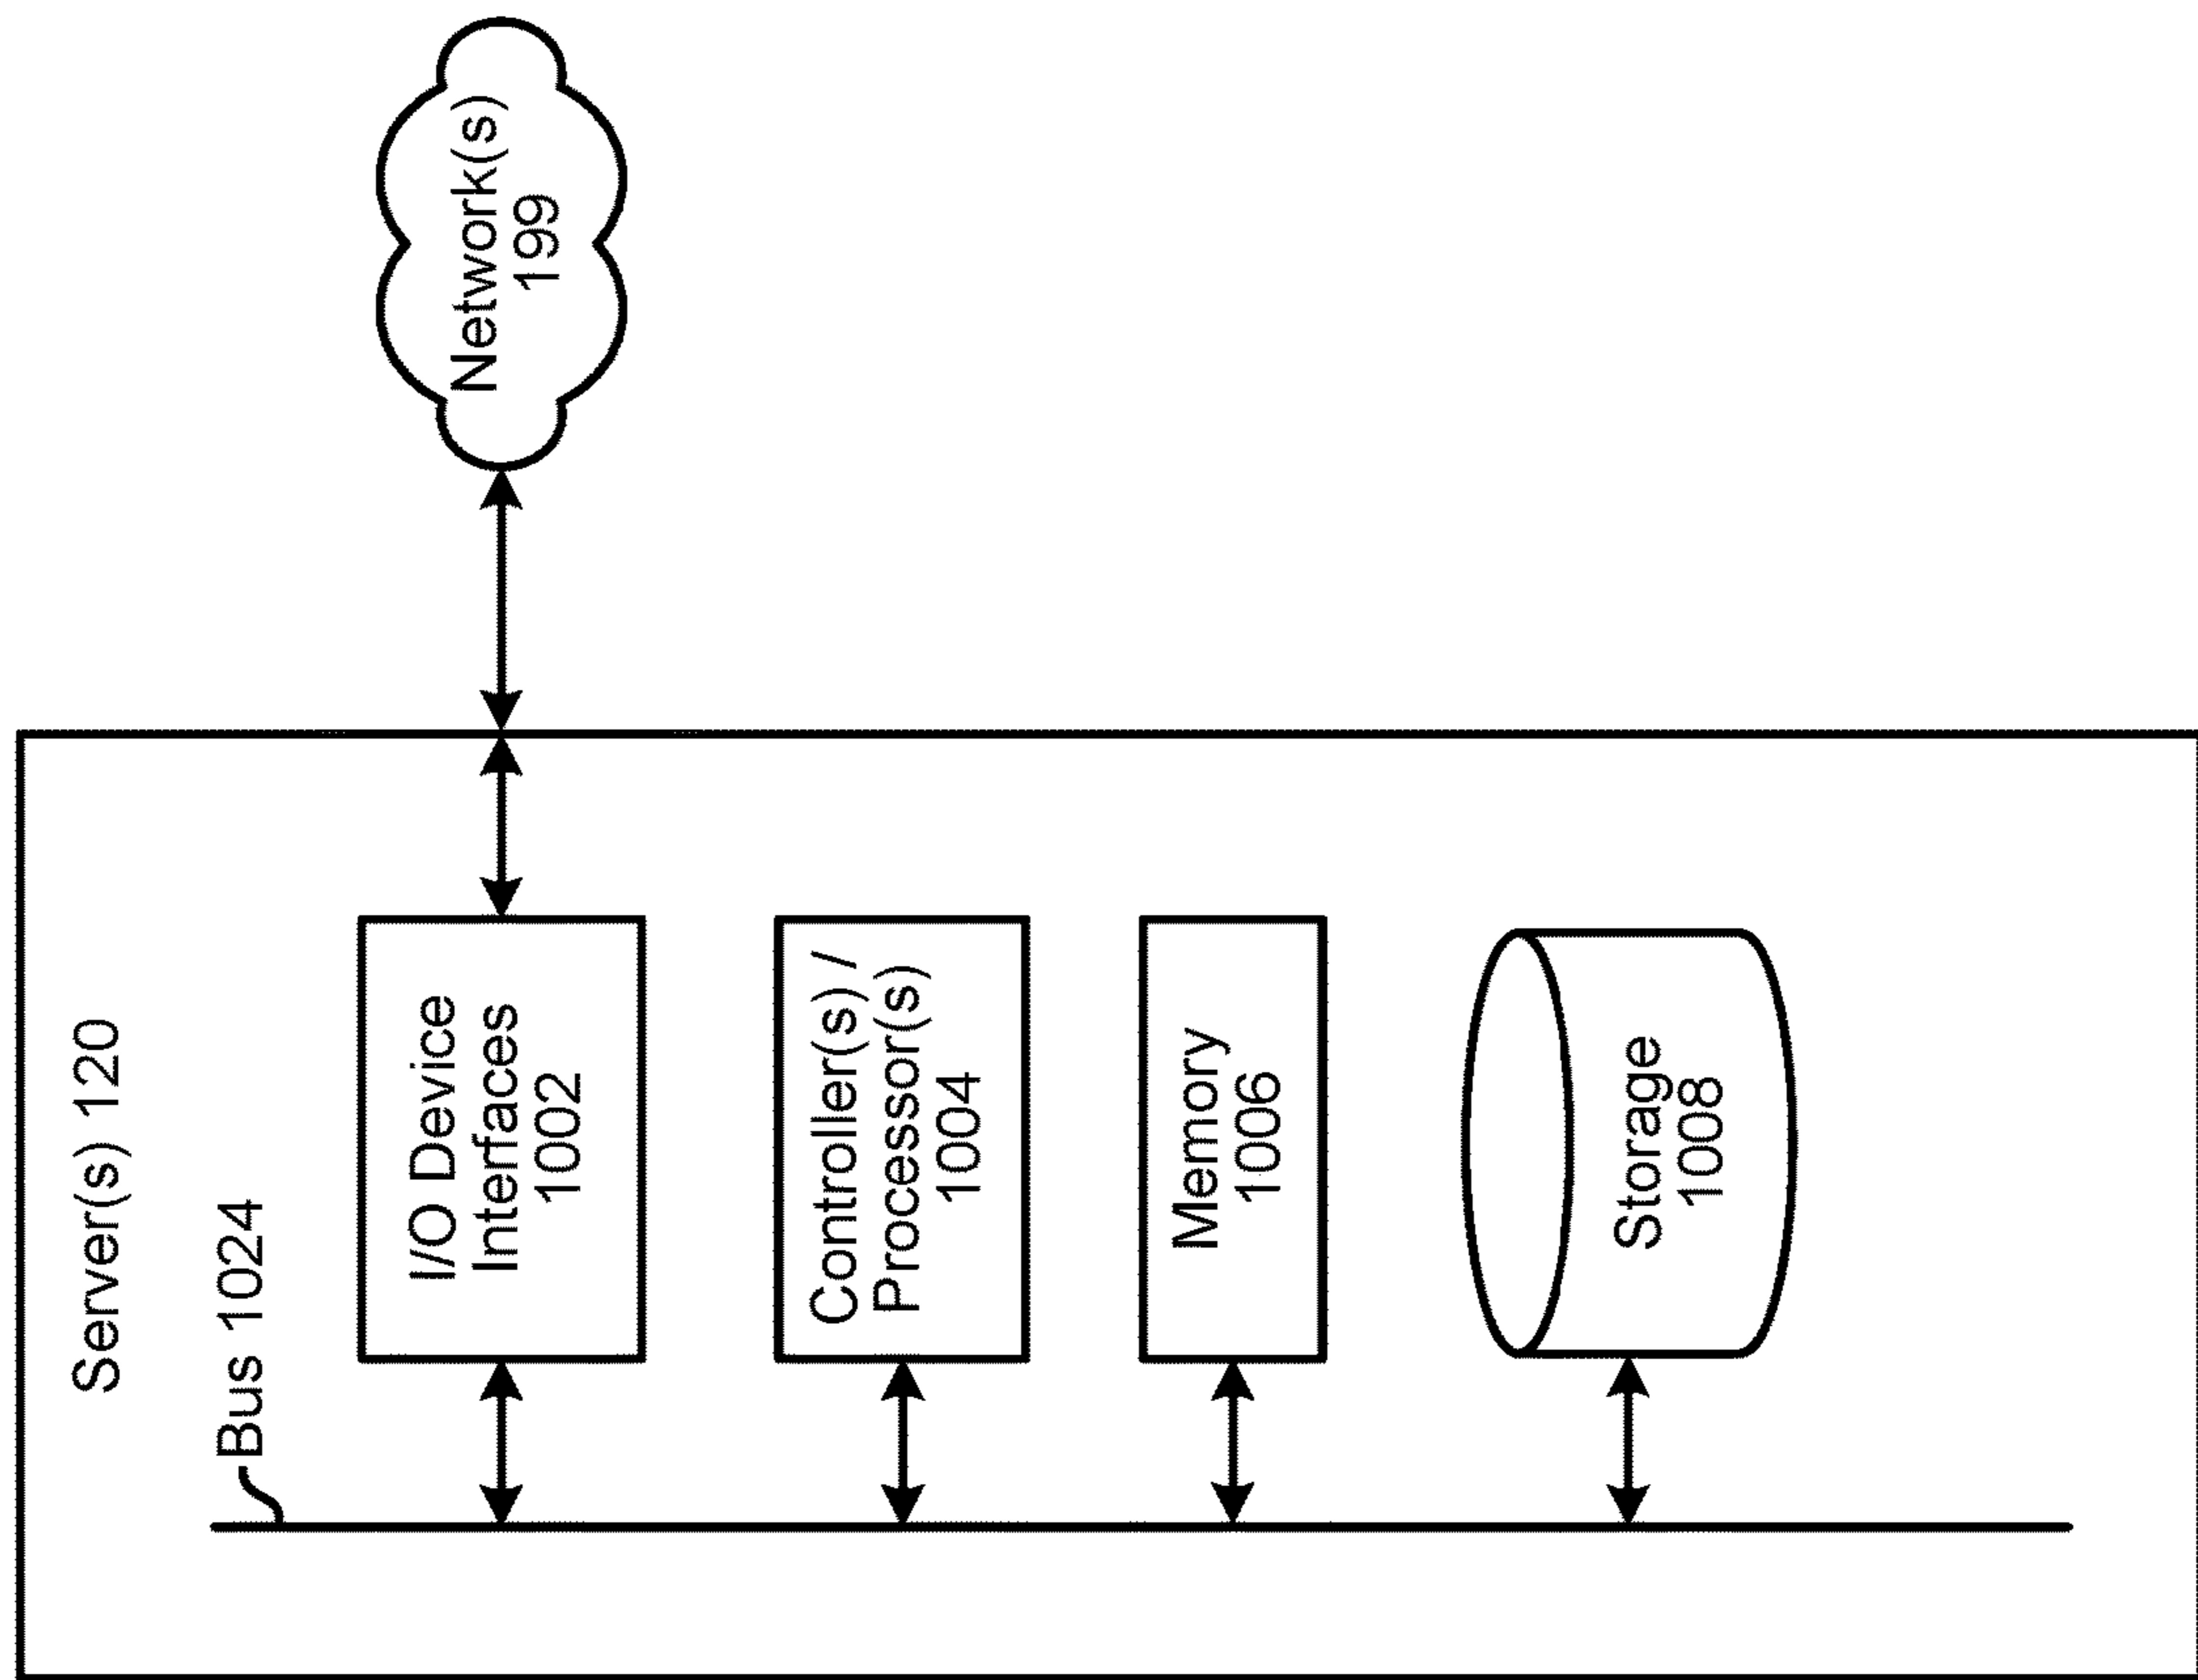 Server(s) 120
Bus 1024
I/O Device
Interfaces
1002
Controller(s) /
Processor(s)
1004
Memory
1006
Storage
1008
Network(s)
199